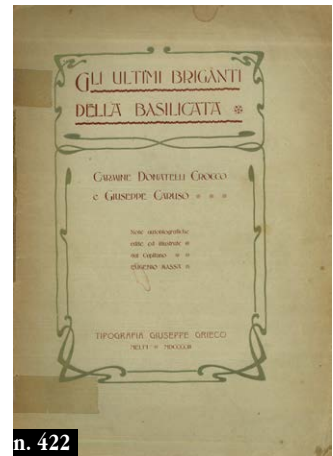 GLI ULTIMI BRIGANTI
DELLA BASILICATA
CARMINE DONATELLI CROCCO
e GIUSEPPE CARUSO
Note autobiografiche
edite ed illustrate
dal Capitano
EUGENIO MASSA
TIPOGRAFIA GIUSEPPE GRIECO
MELFI
n. 422